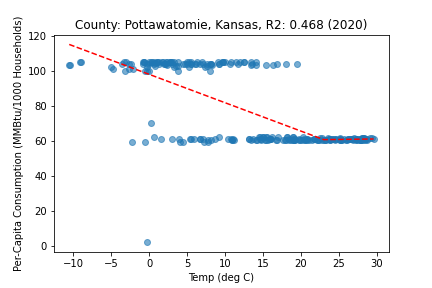 County: Pottawatomie, Kansas, R2: 0.468 (2020)
Per-Capita Consumption (MMBtu/1000 Households)
120
100
80
60
40
20
0
−10 −5 0 5 10 15 20 25 30
Temp (deg C)